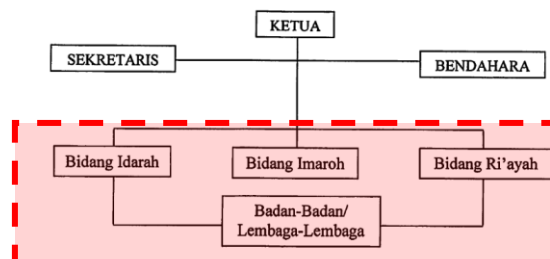 KETUA
SEKRETARIS
BENDAHARA
Bidang Idarah
Bidang Imaroh
Bidang Ri'ayah
Badan-Badan/
Lembaga-Lembaga